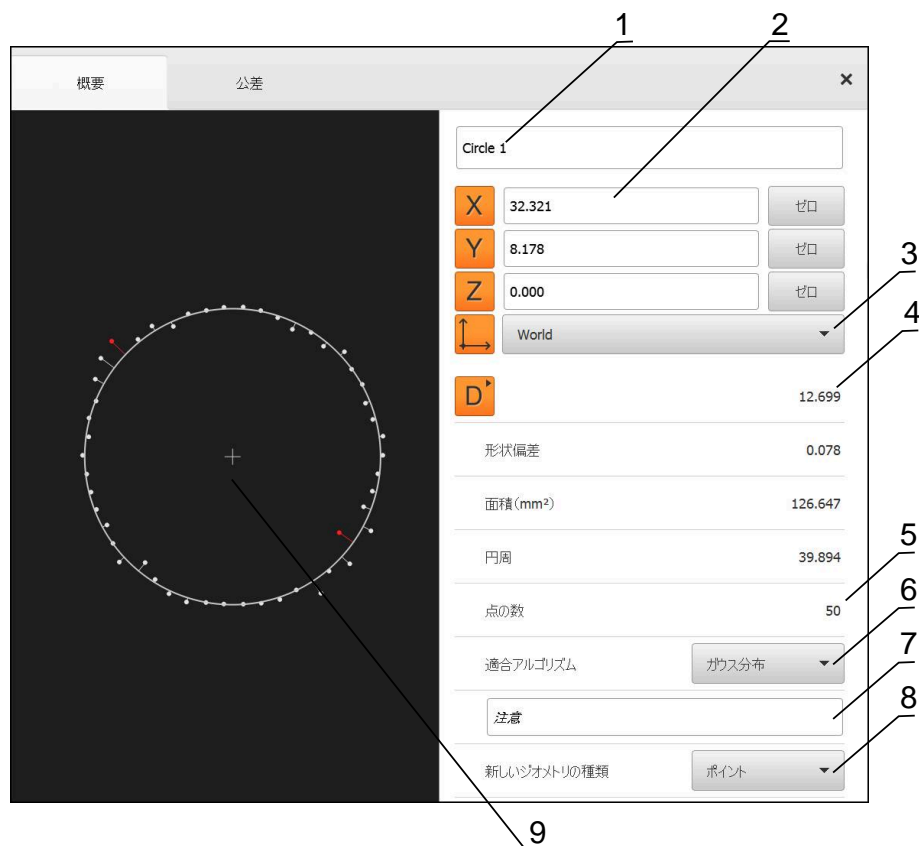 1
2
概要
公差
×
Circle 1
X
32.321
ゼロ
Y
8.178
ゼロ
3
Z
0.000
ゼロ
World
4
D
12.699
形状偏差
0.078
面積(mm²)
126.647
5
円周
39.894
6
点の数
50
7
適合アルゴリズム
ガウス分布
8
注意
新しいジオメトリの種類
ポイント
9